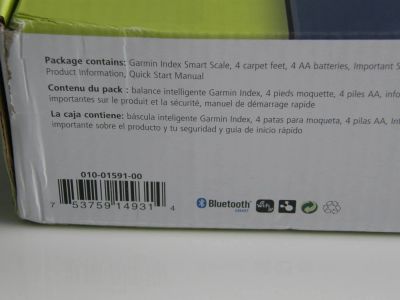 Package contains: Garmin Index Smart Scale, 4 carpet feet, 4 AA batteries, Important S
Product Information, Quick Start Manual
Contenu du pack : balance intelligente Garmin Index, 4 pieds moquette, 4 piles AA, info
importantes sur le produit et la sécurité, manuel de démarrage rapide
La caja contiene: báscula inteligente Garmin Index, 4 patas para moqueta, 4 pilas AA, In
importante sobre el producto y tu seguridad y guía de inicio rápido
010-01591-00
7 53759 14931 4
Bluetooth
SMART